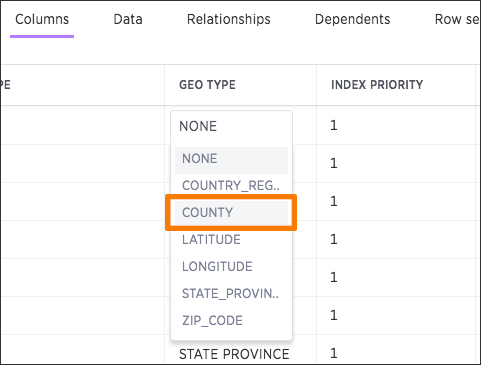 Columns Data Relationships Dependents Row se
PE GEO TYPE INDEX PRIORITY
NONE 1
NONE 1
COUNTRY_REG..
COUNTY 1
LATITUDE 1
LONGITUDE 1
STATE_PROVIN..
ZIP_CODE 1
STATE PROVINCE 1